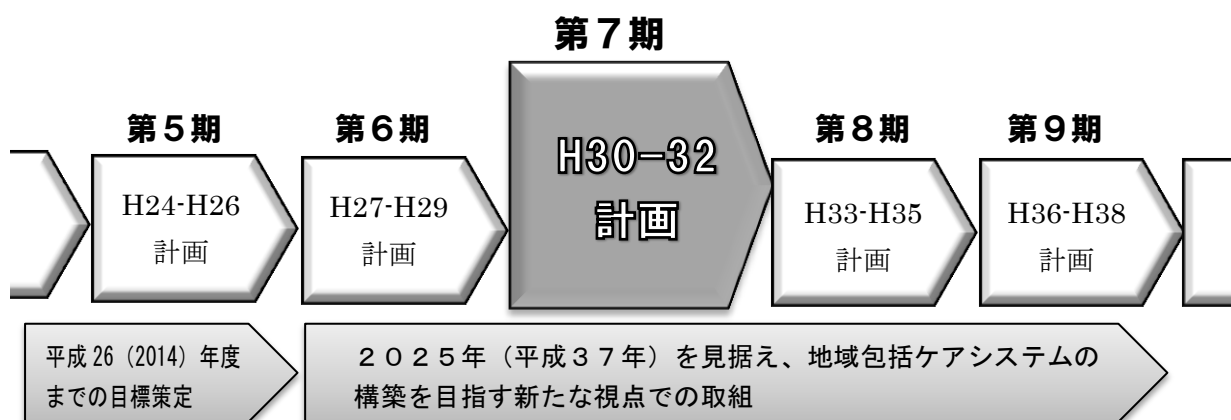 第７期
第５期
第６期
第８期
第９期
H24-H26
計画
H27-H29
計画
H30-32
計画
H33-H35
計画
H36-H38
計画
平成 26（2014）年度
までの目標策定
２０２５年（平成３７年）を見据え、地域包括ケアシステムの
構築を目指す新たな視点での取組